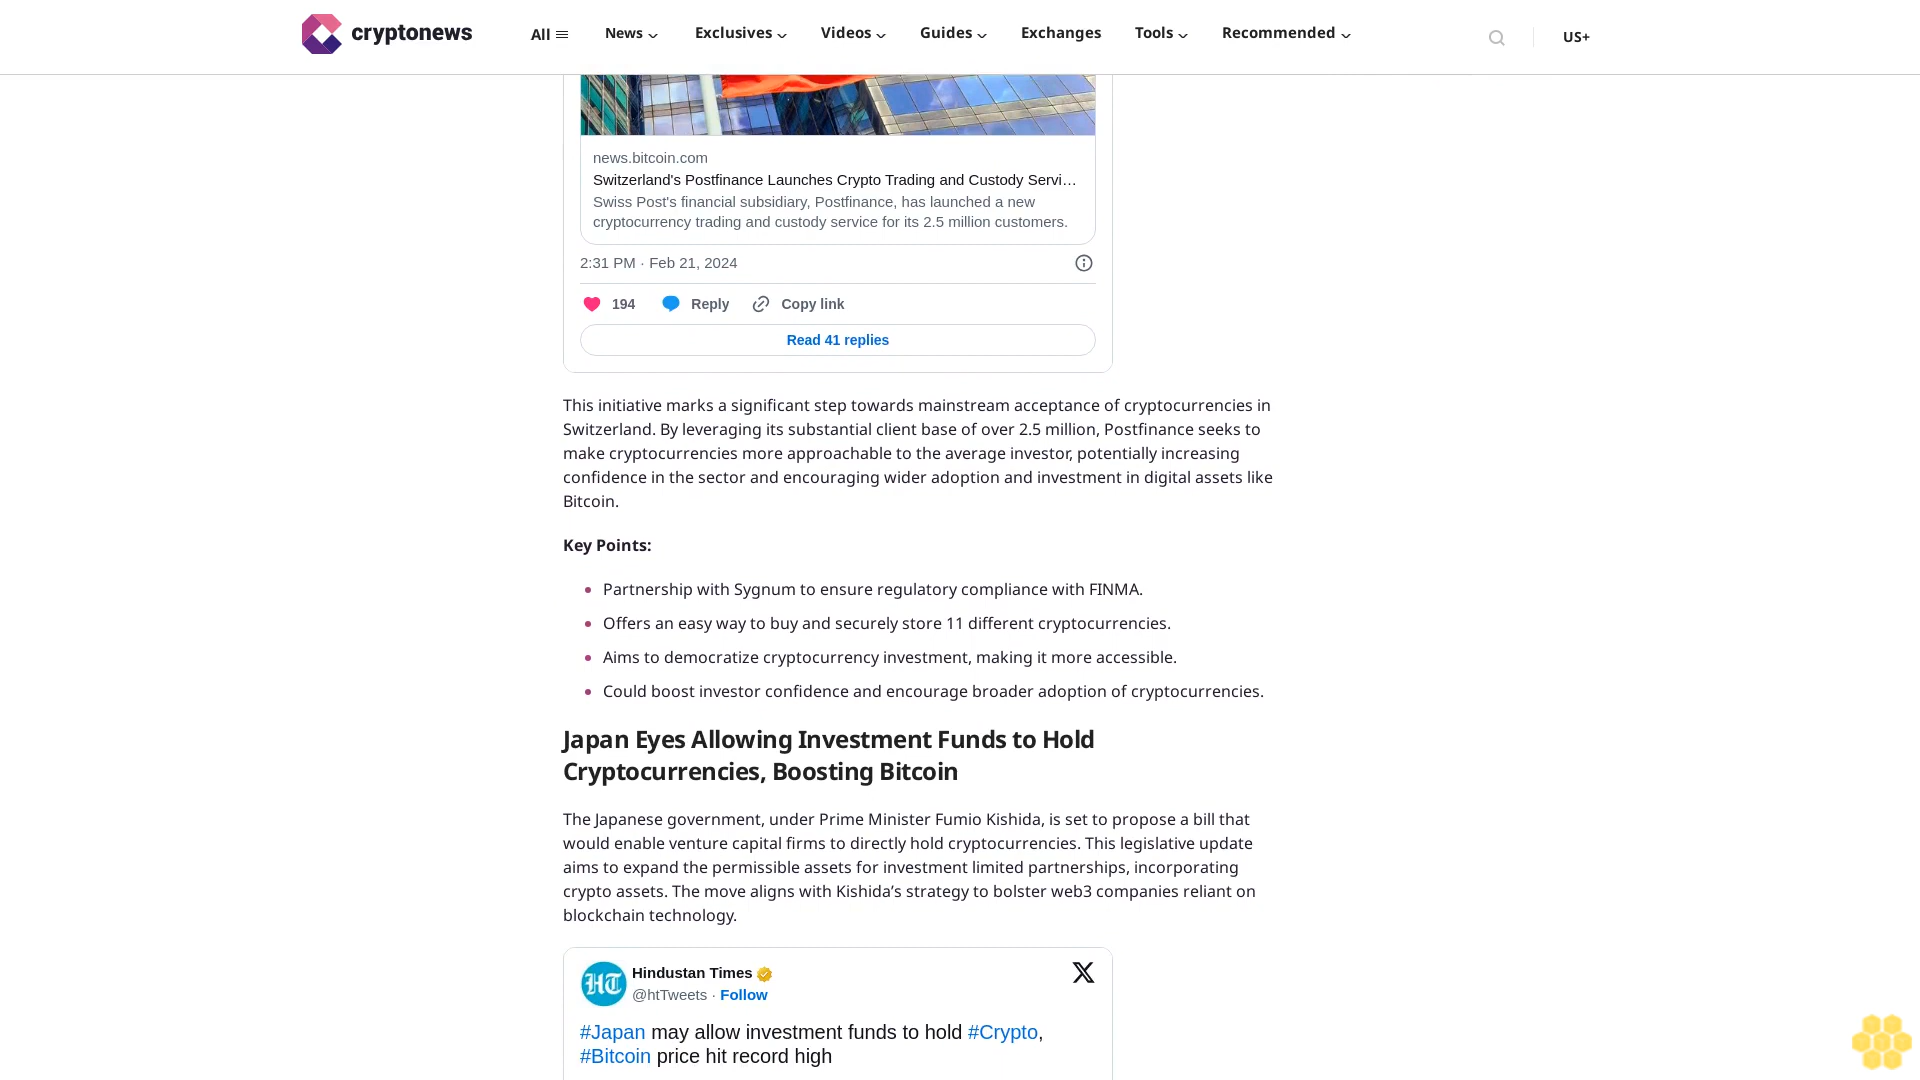 cryptonews
All
News
Exclusives
Videos
Guides
Exchanges
Tools
Recommended
US+
news.bitcoin.com
Switzerland's Postfinance Launches Crypto Trading and Custody Servi…
Swiss Post's financial subsidiary, Postfinance, has launched a new
cryptocurrency trading and custody service for its 2.5 million customers.
2:31 PM · Feb 21, 2024
194
Reply
Copy link
Read 41 replies
This initiative marks a significant step towards mainstream acceptance of cryptocurrencies in
Switzerland. By leveraging its substantial client base of over 2.5 million, Postfinance seeks to
make cryptocurrencies more approachable to the average investor, potentially increasing
confidence in the sector and encouraging wider adoption and investment in digital assets like
Bitcoin.
Key Points:
Partnership with Sygnum to ensure regulatory compliance with FINMA.
Offers an easy way to buy and securely store 11 different cryptocurrencies.
Aims to democratize cryptocurrency investment, making it more accessible.
Could boost investor confidence and encourage broader adoption of cryptocurrencies.
Japan Eyes Allowing Investment Funds to Hold
Cryptocurrencies, Boosting Bitcoin
The Japanese government, under Prime Minister Fumio Kishida, is set to propose a bill that
would enable venture capital firms to directly hold cryptocurrencies. This legislative update
aims to expand the permissible assets for investment limited partnerships, incorporating
crypto assets. The move aligns with Kishida’s strategy to bolster web3 companies reliant on
blockchain technology.
HT
Hindustan Times
@htTweets · Follow
#Japan may allow investment funds to hold #Crypto,
#Bitcoin price hit record high